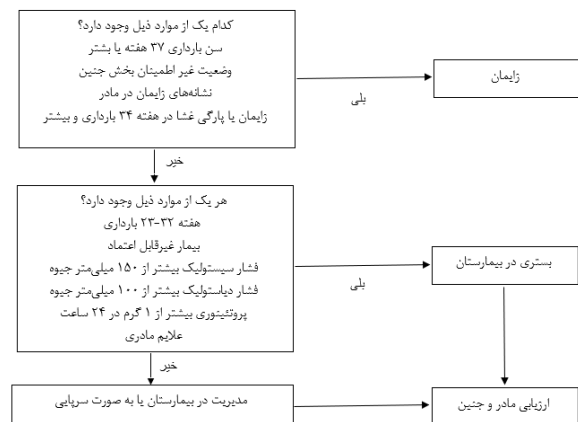 کدام یک از موارد ذیل وجود دارد؟
سن بارداری ۳۷ هفته یا بشتر
وضعیت غیر اطمینان بخش جنین
نشانه‌های زایمان در مادر
زایمان یا پارگی غشا در هفته ۳۴ بارداری و بیشتر
بلی
زایمان
خیر
هر یک از موارد ذیل وجود دارد؟
هفته ۳۲-۲۳ بارداری
بیمار غیرقابل اعتماد
فشار سیستولیک بیشتر از ۱۵۰ میلی‌متر جیوه
فشار دیاستولیک بیشتر از ۱۰۰ میلی‌متر جیوه
پروتئینوری بیشتر از ۱ گرم در ۲۴ ساعت
علایم مادری
بلی
بستری در بیمارستان
خیر
مدیریت در بیمارستان یا به صورت سرپایی
ارزیابی مادر و جنین